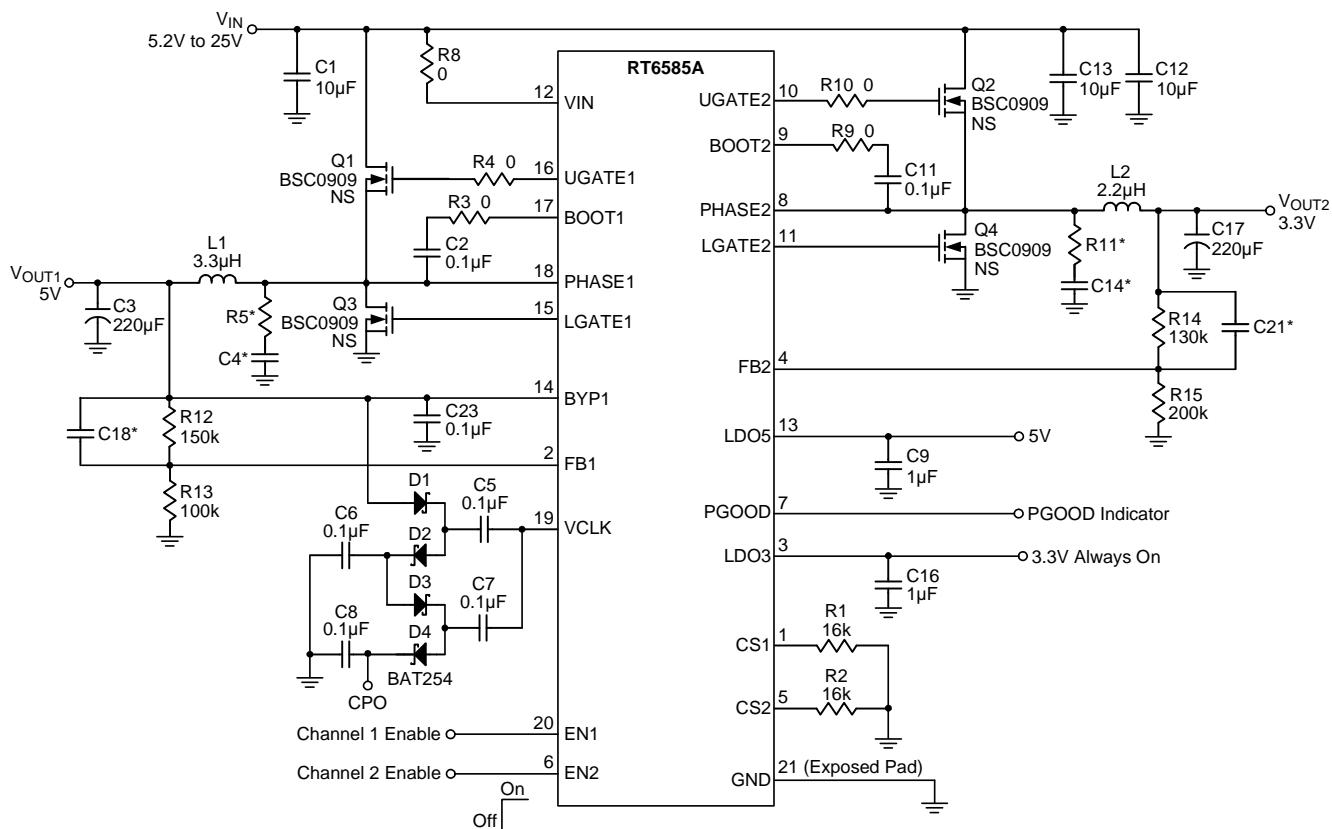 VIN
5.2V to 25V
C1
10µF
R8
0
RT6585A
12
VIN
UGATE2
10
R10 0
Q2
BSC0909
NS
C13
10µF
C12
10µF
BOOT2
9
R9 0
C11
0.1µF
Q1
BSC0909
NS
R4 0
16
UGATE1
R3 0
17
BOOT1
C2
0.1µF
PHASE2
8
L2
2.2µH
VOUT2
3.3V
LGATE2
11
Q4
BSC0909
NS
R11*
C14*
C17
220µF
VOUT1
5V
L1
3.3µH
18
PHASE1
C3
220µF
R5*
C4*
Q3
BSC0909
NS
15
LGATE1
R14
130k
C21*
FB2
4
R15
200k
14
BYP1
C23
0.1µF
C18*
R12
150k
2
FB1
R13
100k
LDO5
13
5V
C9
1µF
D1
C5
0.1µF
19
VCLK
C6
0.1µF
D2
D3
C7
0.1µF
C8
0.1µF
D4
BAT254
CPO
PGOOD
7
PGOOD Indicator
LDO3
3
3.3V Always On
C16
1µF
CS1
1
R1
16k
CS2
5
R2
16k
Channel 1 Enable
20
EN1
Channel 2 Enable
6
EN2
On
Off
GND
21 (Exposed Pad)